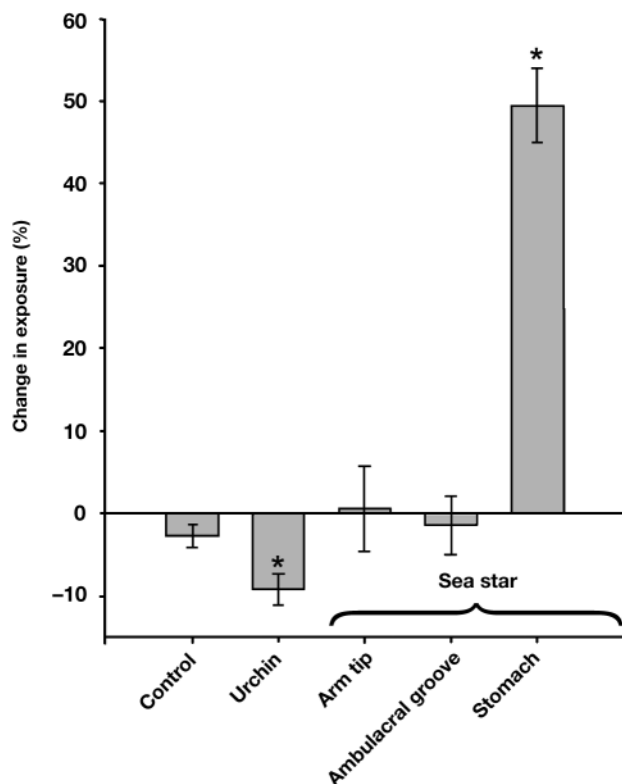 60
50
40
30
20
10
0
−10
Change in exposure (%)
*
*
Sea star
Control
Urchin
Arm tip
Ambulacral groove
Stomach